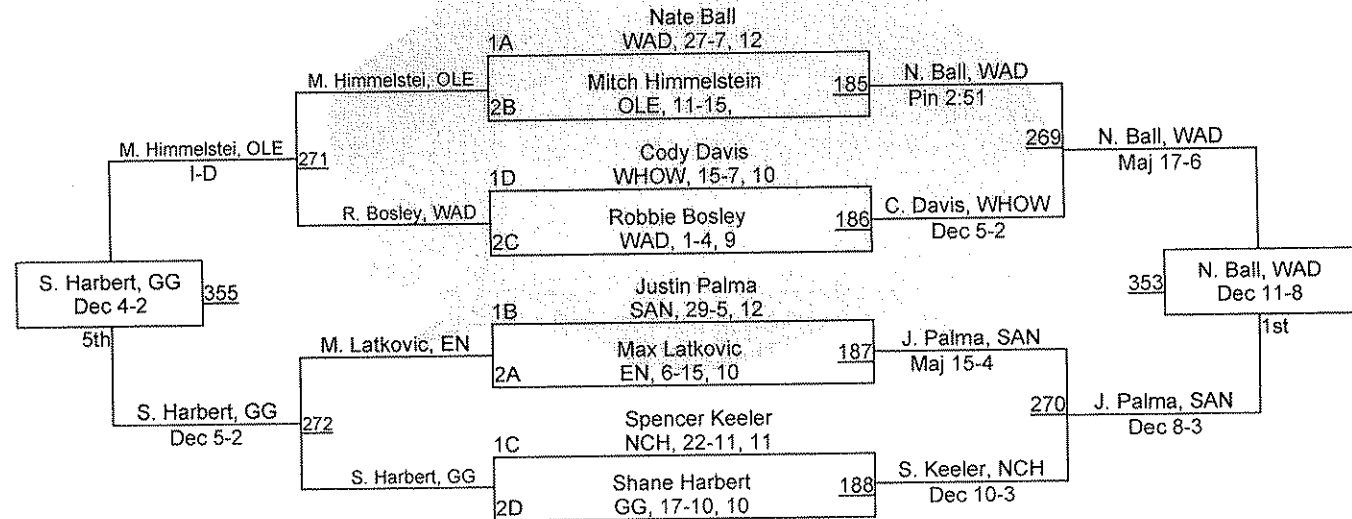 Nate Ball
1A
WAD, 27-7, 12
M. Himmelstei, OLE
Mitch Himmelstein
185
N. Ball, WAD
2B
OLE, 11-15,
Pin 2:51
M. Himmelstei, OLE
271
I-D
Cody Davis
269
N. Ball, WAD
Maj 17-6
1D
WHOW, 15-7, 10
R. Bosley, WAD
Robbie Bosley
186
C. Davis, WHOW
2C
WAD, 1-4, 9
Dec 5-2
S. Harbert, GG
355
Dec 4-2
5th
Justin Palma
353
N. Ball, WAD
Dec 11-8
1st
1B
SAN, 29-5, 12
M. Latkovic, EN
Max Latkovic
187
J. Palma, SAN
2A
EN, 6-15, 10
Maj 15-4
S. Harbert, GG
272
Dec 5-2
Spencer Keeler
270
J. Palma, SAN
Dec 8-3
1C
NCH, 22-11, 11
S. Harbert, GG
Shane Harbert
188
S. Keeler, NCH
2D
GG, 17-10, 10
Dec 10-3